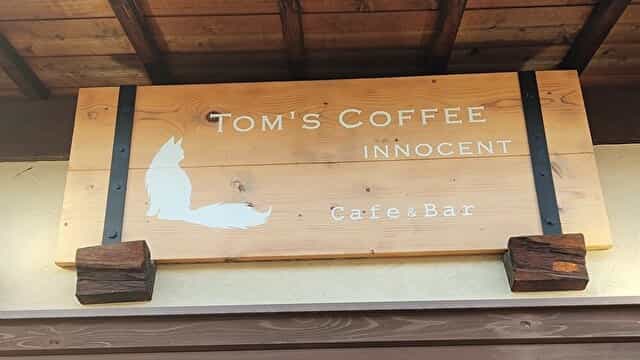 TOM'S COFFEE
INNOCENT
Cafe & Bar